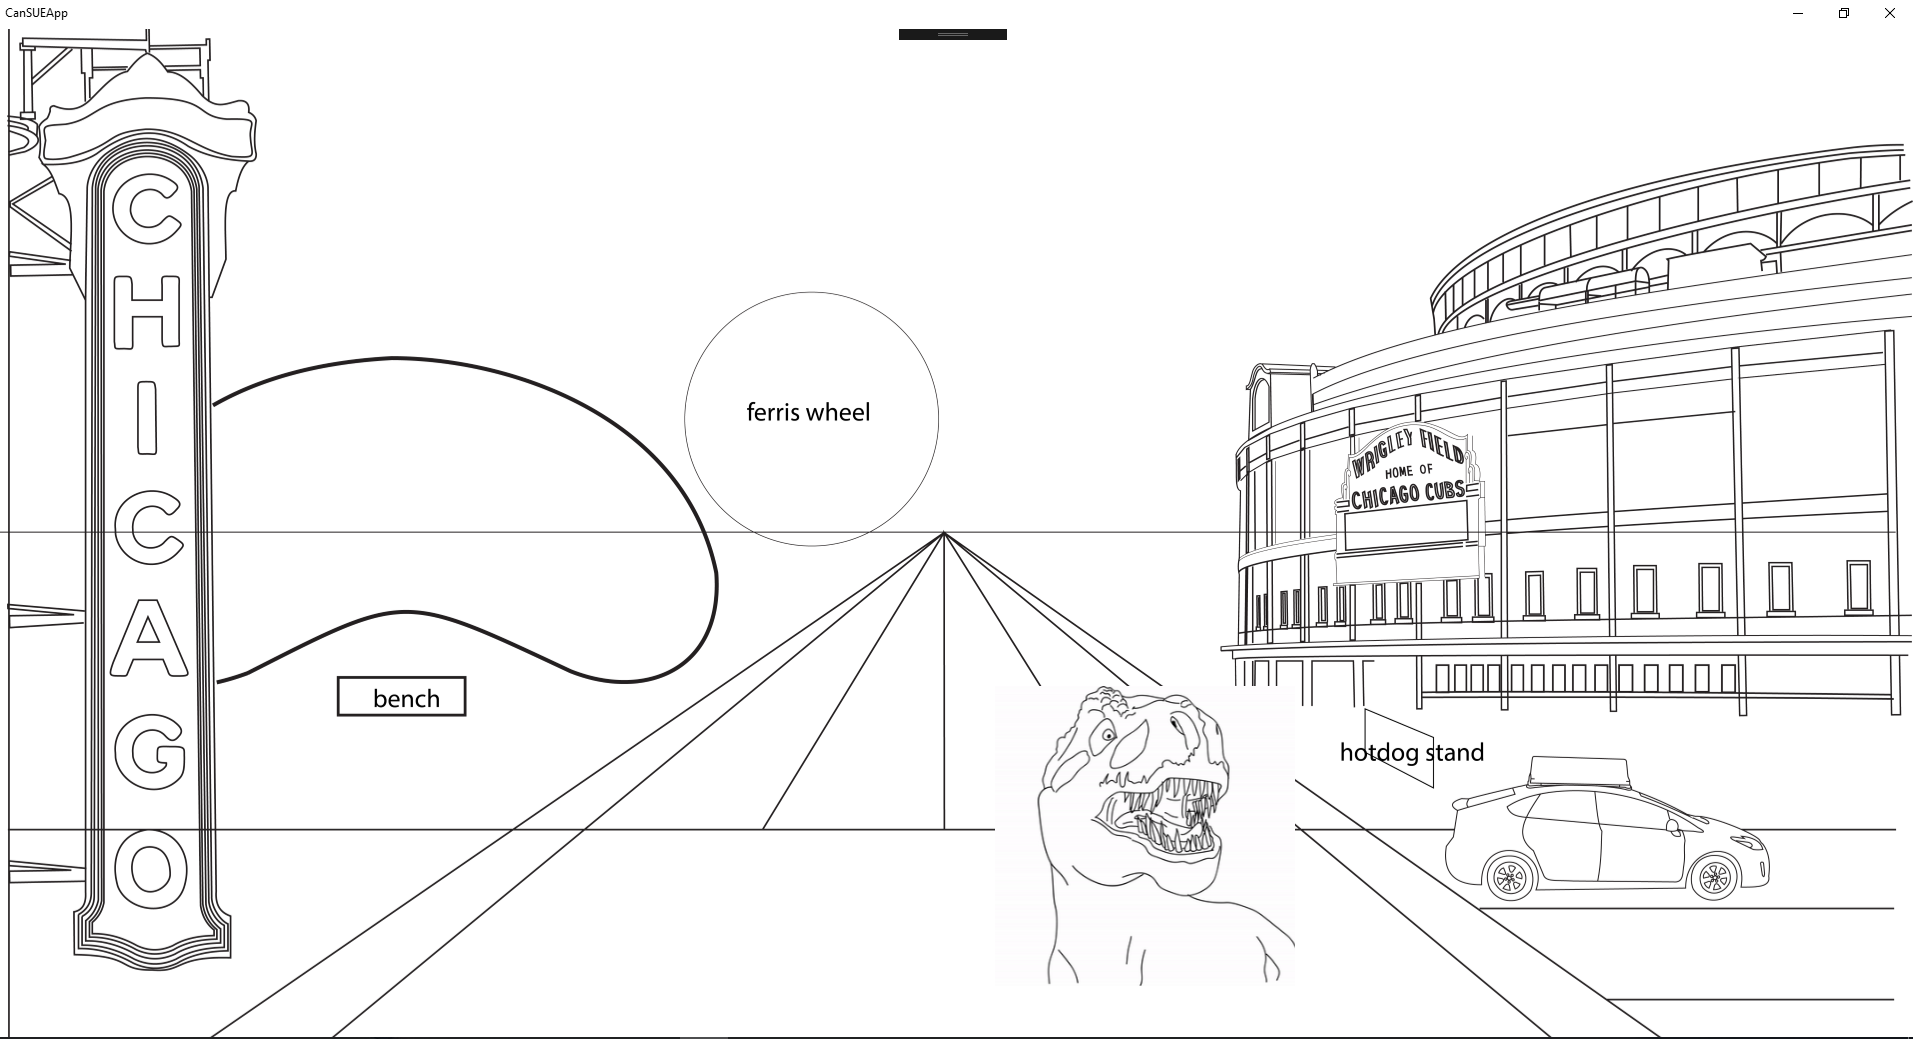 CanSUEApp
CHICAGO
ferris wheel
WRIGLEY FIELD
HOME OF
CHICAGO CUBS
bench
hotdog stand